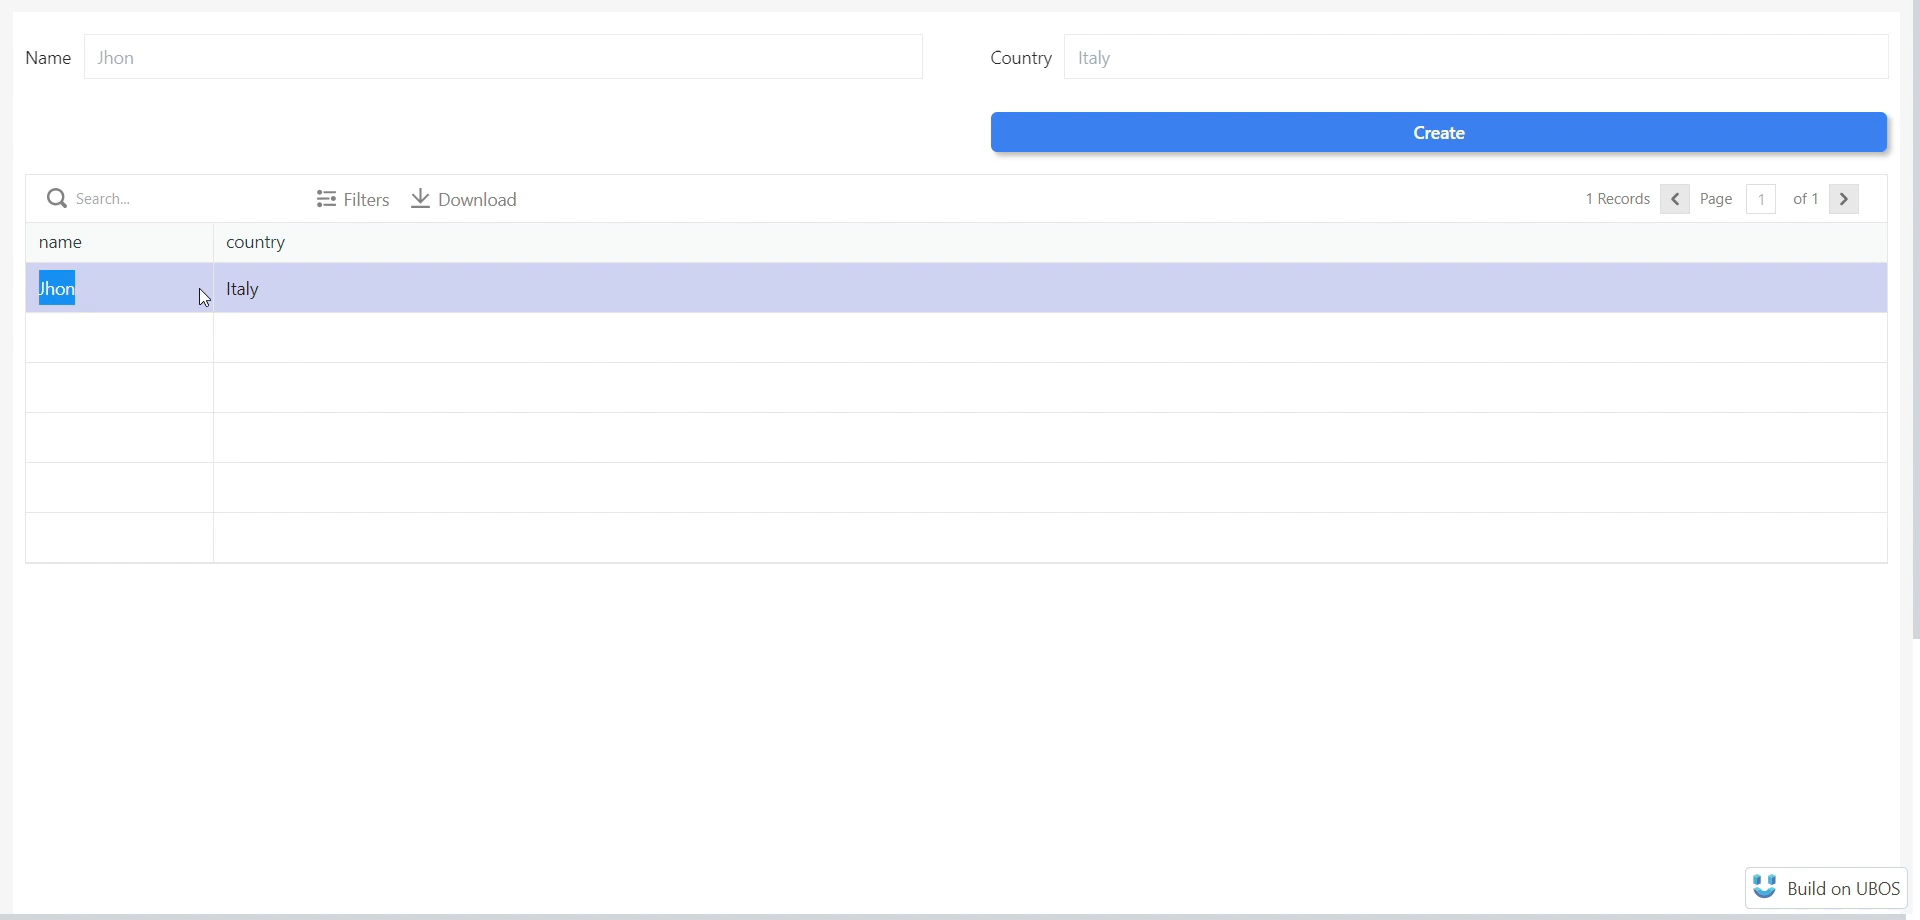 Name Jhon Country Italy
Create
Search... Filters Download 1 Records Page 1 of 1
name country
Jhon Italy
Build on UBOS